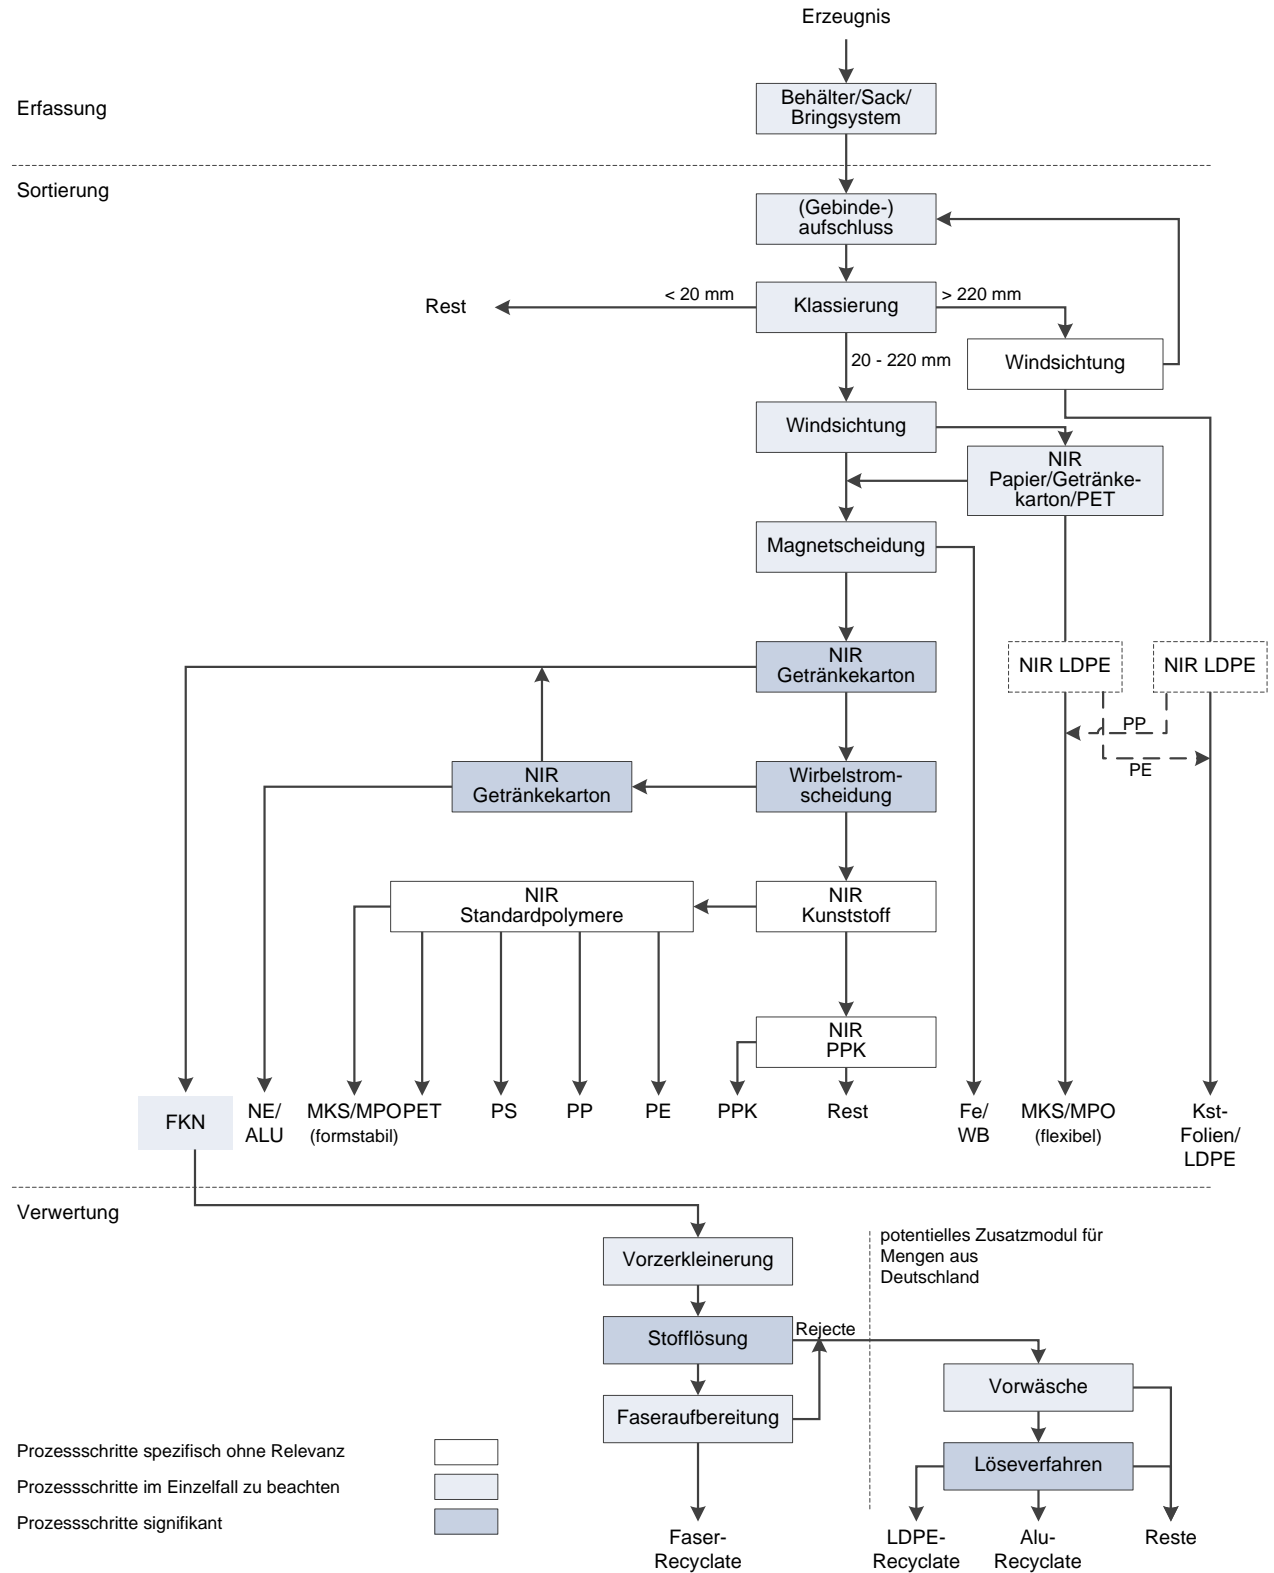 Erzeugnis
Erfassung
Behälter/Sack/
Bringsystem
Sortierung
(Gebinde-)
aufschluss
Rest
< 20 mm
Klassierung
> 220 mm
20 - 220 mm
Windsichtung
Windsichtung
NIR
Papier/Getränke-
karton/PET
Magnetscheidung
NIR
Getränkekarton
NIR LDPE
NIR LDPE
PP
PE
NIR
Getränkekarton
Wirbelstrom-
scheidung
NIR
Standardpolymere
NIR
Kunststoff
NIR
PPK
FKN
NE/
ALU
MKS/MPO
(formstabil)
PET
PS
PP
PE
PPK
Rest
Fe/
WB
MKS/MPO
(flexibel)
Kst-
Folien/
LDPE
Verwertung
Vorzerkleinerung
potentielles Zusatzmodul für
Mengen aus
Deutschland
Stofflösung
Rejecte
Vorwäsche
Faseraufbereitung
Löseverfahren
Prozessschritte spezifisch ohne Relevanz
Prozessschritte im Einzelfall zu beachten
Prozessschritte signifikant
Faser-
Recyclate
LDPE-
Recyclate
Alu-
Recyclate
Reste